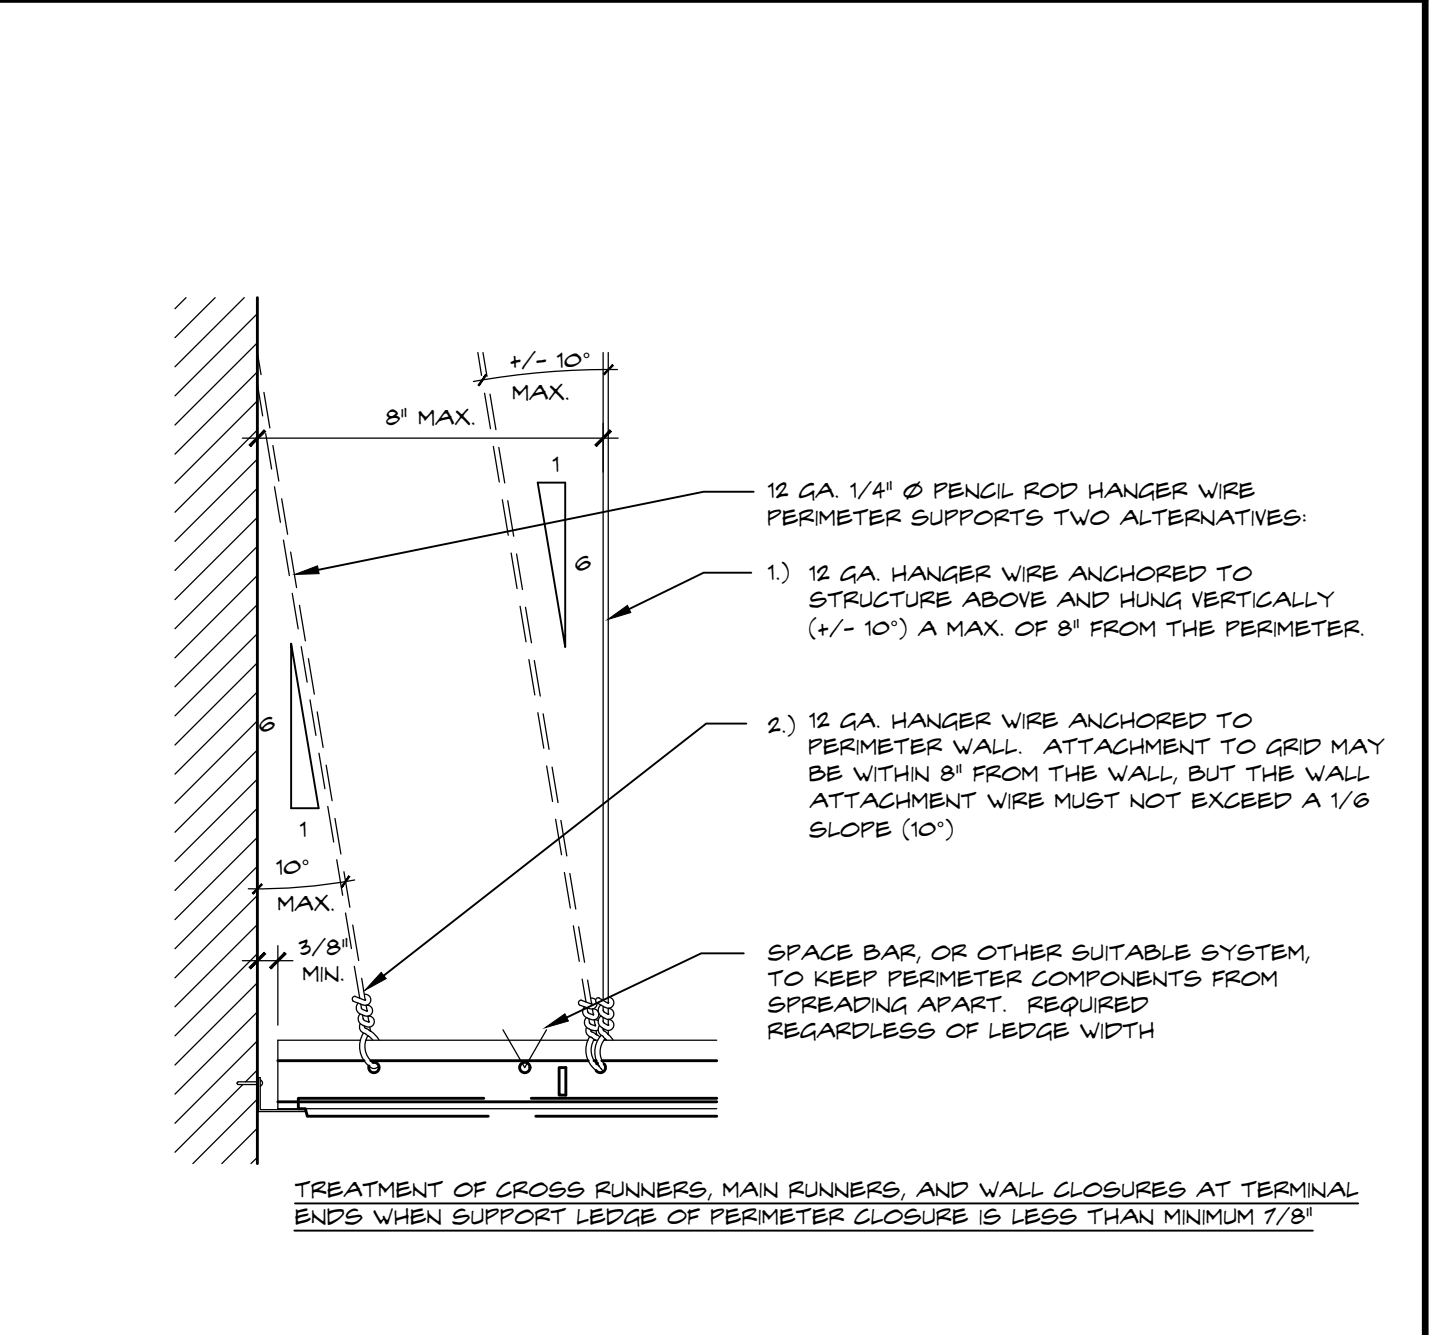 +/- 10°
MAX.
8" MAX.
1
6
12 GA. 1/4" Ø PENCIL ROD HANGER WIRE
PERIMETER SUPPORTS TWO ALTERNATIVES:
1.) 12 GA. HANGER WIRE ANCHORED TO
STRUCTURE ABOVE AND HUNG VERTICALLY
(+/- 10°) A MAX. OF 8" FROM THE PERIMETER.
6
1
2.) 12 GA. HANGER WIRE ANCHORED TO
PERIMETER WALL. ATTACHMENT TO GRID MAY
BE WITHIN 8" FROM THE WALL, BUT THE WALL
ATTACHMENT WIRE MUST NOT EXCEED A 1/6
SLOPE (10°)
10°
MAX.
3/8"
MIN.
SPACE BAR, OR OTHER SUITABLE SYSTEM,
TO KEEP PERIMETER COMPONENTS FROM
SPREADING APART. REQUIRED
REGARDLESS OF LEDGE WIDTH
TREATMENT OF CROSS RUNNERS, MAIN RUNNERS, AND WALL CLOSURES AT TERMINAL
ENDS WHEN SUPPORT LEDGE OF PERIMETER CLOSURE IS LESS THAN MINIMUM 7/8"